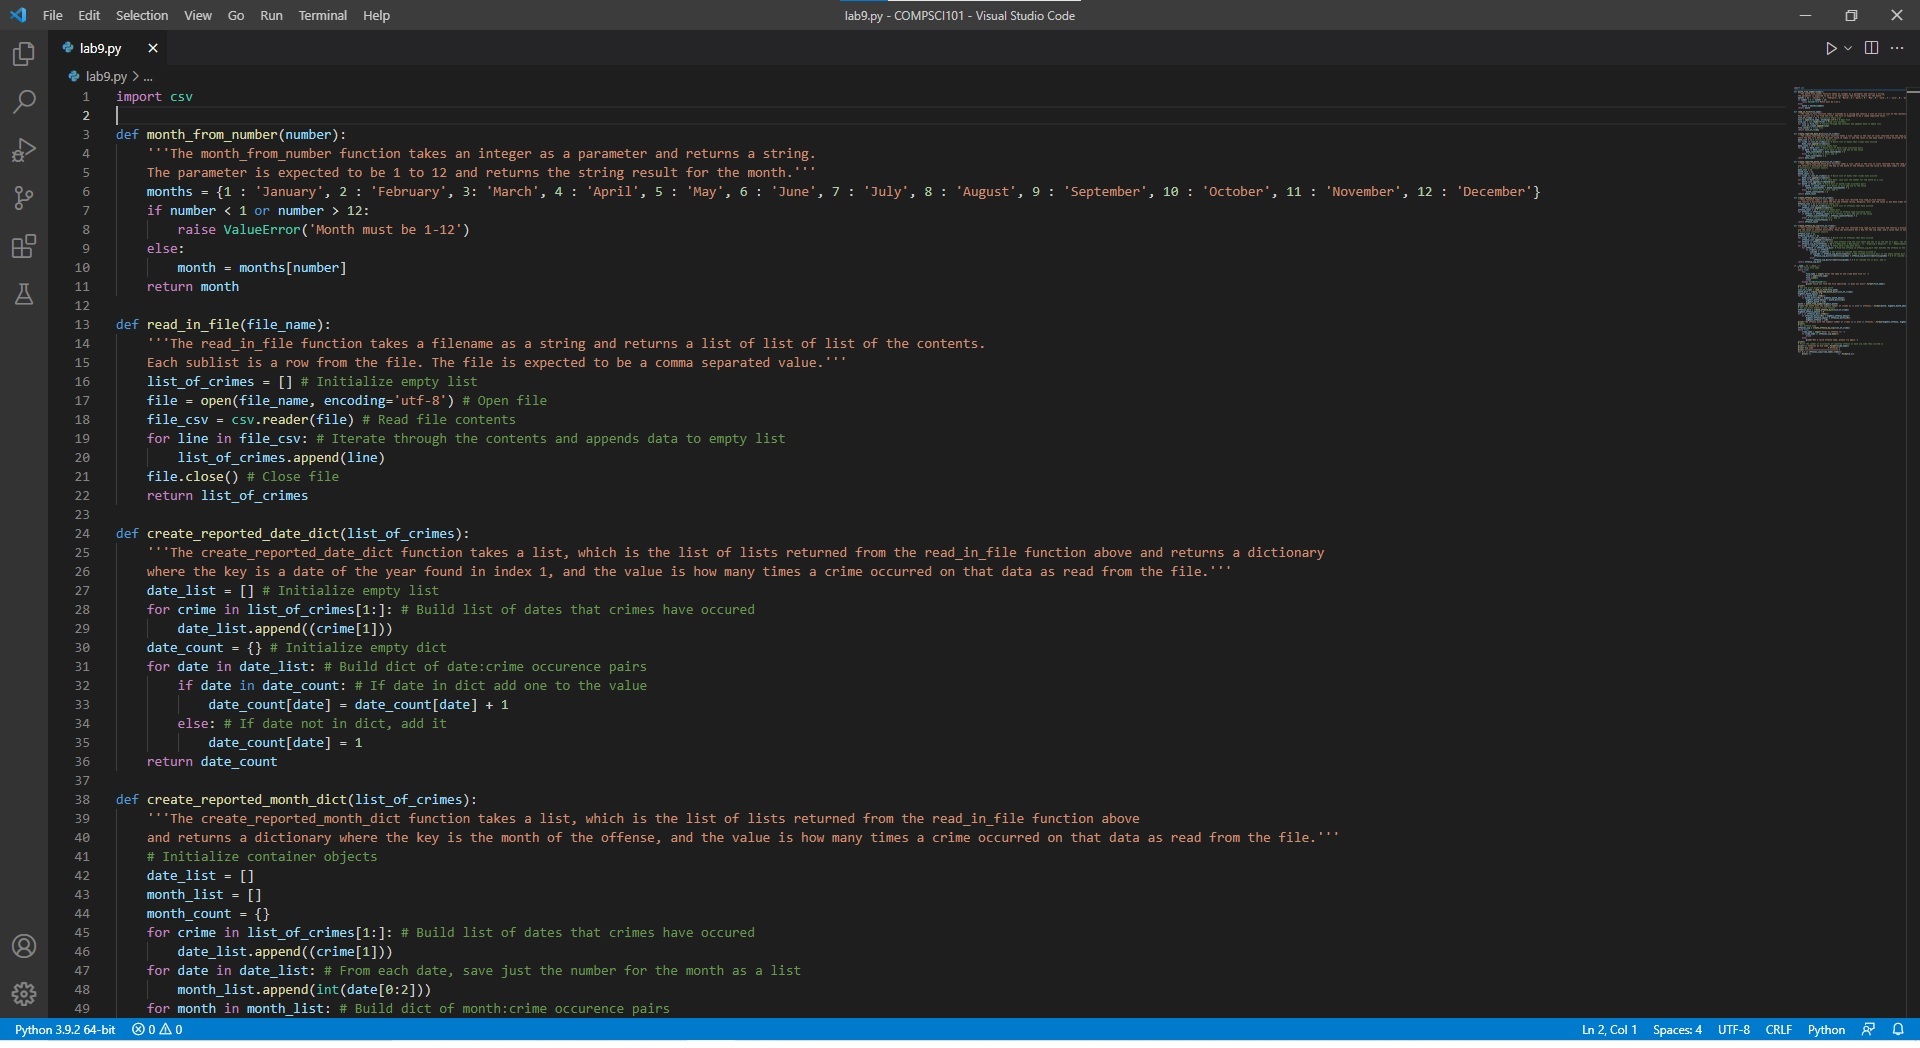 File Edit Selection View Go Run Terminal Help
lab9.py - COMPSCI101 - Visual Studio Code
lab9.py
lab9.py > ...
1 import csv
2
3 def month_from_number(number):
4     '''The month_from_number function takes an integer as a parameter and returns a string.
5     The parameter is expected to be 1 to 12 and returns the string result for the month.'''
6     months = {1 : 'January', 2 : 'February', 3: 'March', 4 : 'April', 5 : 'May', 6 : 'June', 7 : 'July', 8 : 'August', 9 : 'September', 10 : 'October', 11 : 'November', 12 : 'December'}
7     if number < 1 or number > 12:
8         raise ValueError('Month must be 1-12')
9     else:
10         month = months[number]
11     return month
12
13 def read_in_file(file_name):
14     '''The read_in_file function takes a filename as a string and returns a list of list of list of the contents.
15     Each sublist is a row from the file. The file is expected to be a comma separated value.'''
16     list_of_crimes = [] # Initialize empty list
17     file = open(file_name, encoding='utf-8') # Open file
18     file_csv = csv.reader(file) # Read file contents
19     for line in file_csv: # Iterate through the contents and appends data to empty list
20         list_of_crimes.append(line)
21     file.close() # Close file
22     return list_of_crimes
23
24 def create_reported_date_dict(list_of_crimes):
25     '''The create_reported_date_dict function takes a list, which is the list of lists returned from the read_in_file function above and returns a dictionary
26     where the key is a date of the year found in index 1, and the value is how many times a crime occurred on that data as read from the file.'''
27     date_list = [] # Initialize empty list
28     for crime in list_of_crimes[1:]: # Build list of dates that crimes have occured
29         date_list.append((crime[1]))
30     date_count = {} # Initialize empty dict
31     for date in date_list: # Build dict of date:crime occurence pairs
32         if date in date_count: # If date in dict add one to the value
33             date_count[date] = date_count[date] + 1
34         else: # If date not in dict, add it
35             date_count[date] = 1
36     return date_count
37
38 def create_reported_month_dict(list_of_crimes):
39     '''The create_reported_month_dict function takes a list, which is the list of lists returned from the read_in_file function above
40     and returns a dictionary where the key is the month of the offense, and the value is how many times a crime occurred on that data as read from the file.'''
41     # Initialize container objects
42     date_list = []
43     month_list = []
44     month_count = {}
45     for crime in list_of_crimes[1:]: # Build list of dates that crimes have occured
46         date_list.append((crime[1]))
47     for date in date_list: # From each date, save just the number for the month as a list
48         month_list.append(int(date[0:2]))
49     for month in month_list: # Build dict of month:crime occurence pairs
Python 3.9.2 64-bit 0 0 Ln 2, Col 1 Spaces: 4 UTF-8 CRLF Python